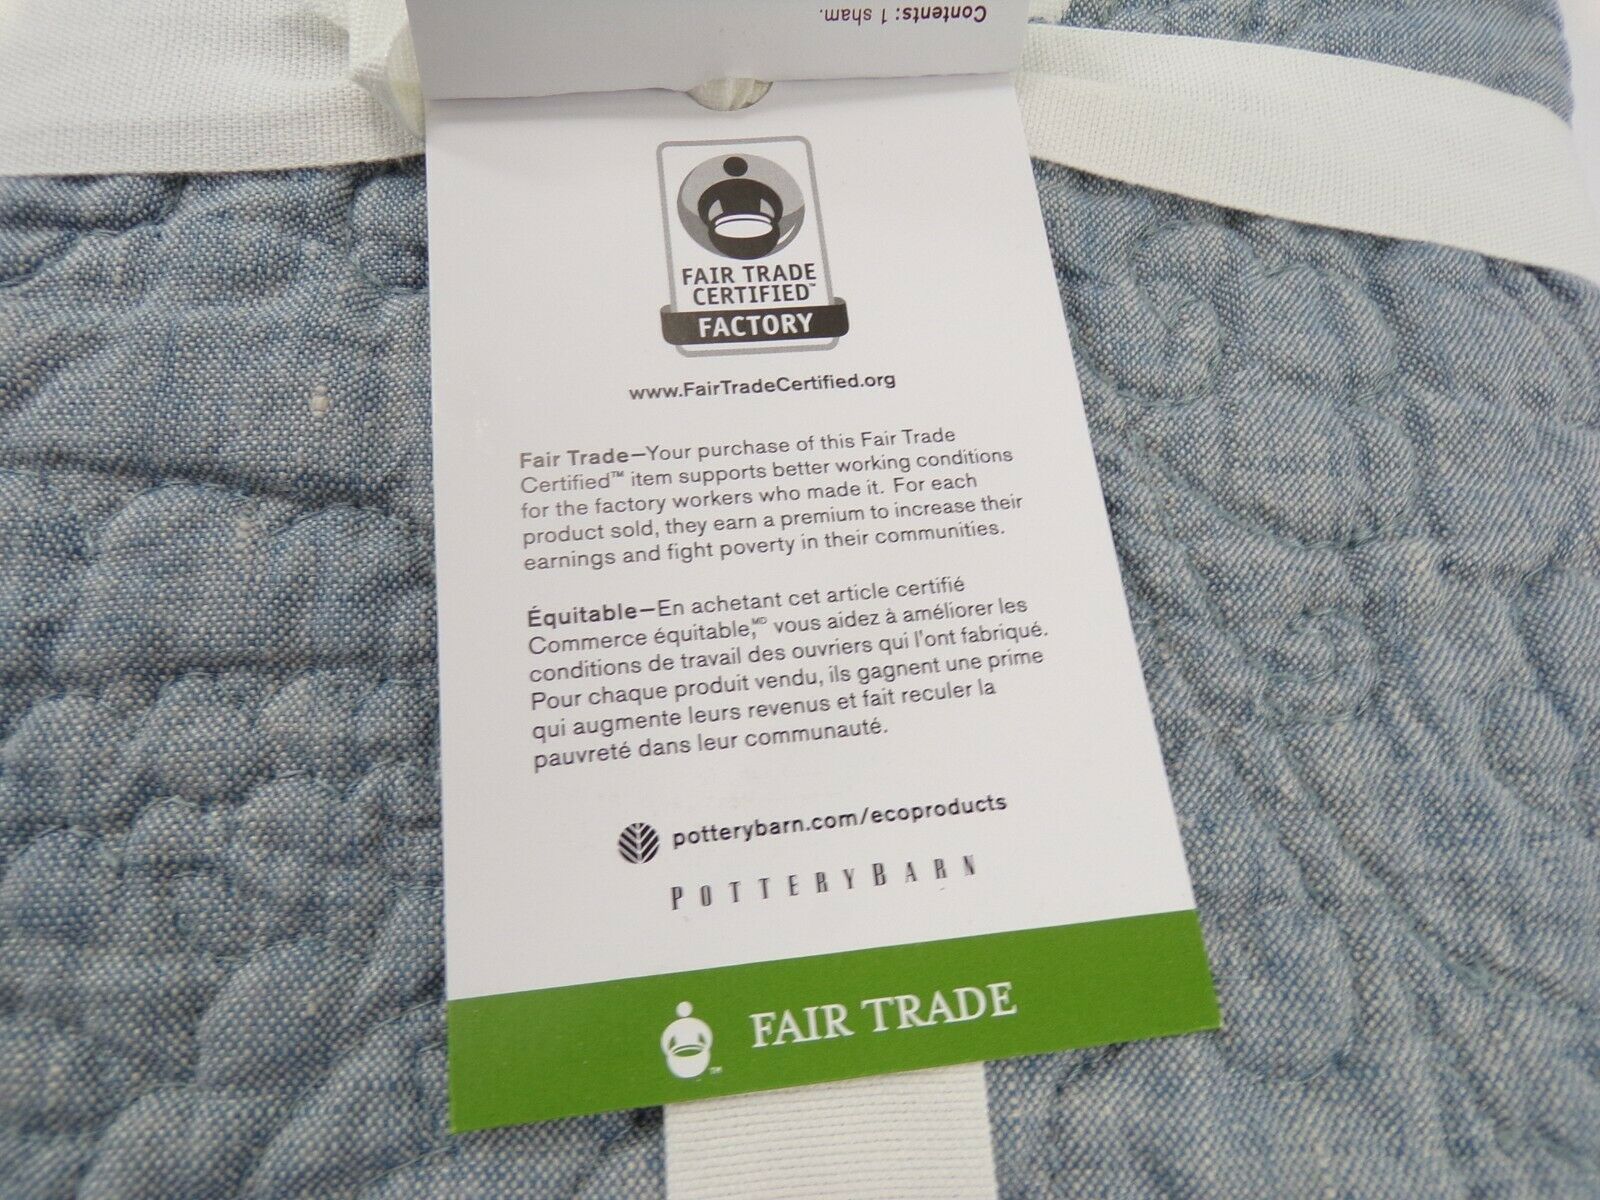 Contents: 1 sham.
FAIR TRADE
CERTIFIED™
FACTORY
www.FairTradeCertified.org
Fair Trade—Your purchase of this Fair Trade
Certified™ item supports better working conditions
for the factory workers who made it. For each
product sold, they earn a premium to increase their
earnings and fight poverty in their communities.
Équitable—En achetant cet article certifié
Commerce équitable,MD vous aidez à améliorer les
conditions de travail des ouvriers qui l'ont fabriqué.
Pour chaque produit vendu, ils gagnent une prime
qui augmente leurs revenus et fait reculer la
pauvreté dans leur communauté.
potterybarn.com/ecoproducts
POTTERYBARN
FAIR TRADE
™